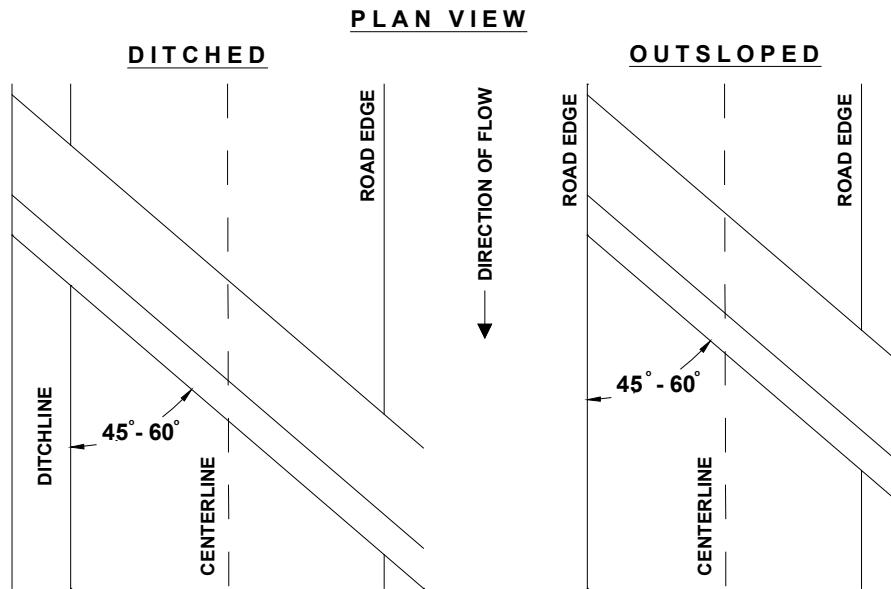 PLAN VIEW
DITCHED
OUTSLOPED
ROAD EDGE
DIRECTION OF FLOW
ROAD EDGE
ROAD EDGE
45° - 60°
45° - 60°
DITCHLINE
CENTERLINE
CENTERLINE